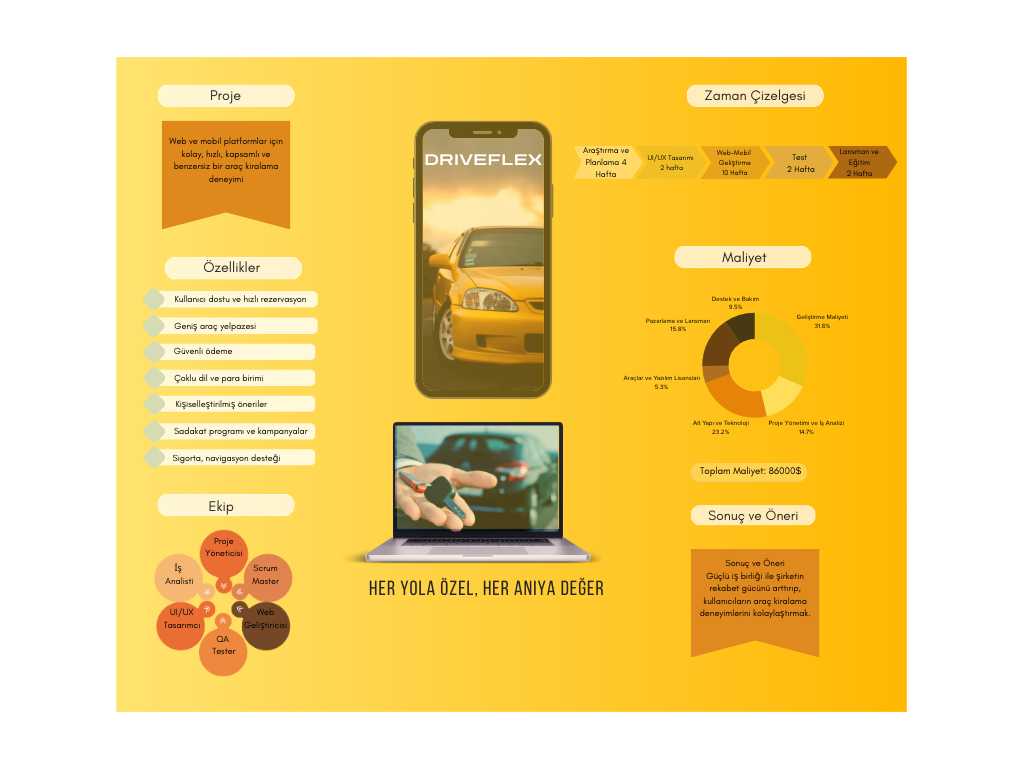 Proje
Web ve mobil platformlar için
kolay, hızlı, kapsamlı ve
benzersiz bir araç kiralama
deneyimi
Özellikler
Kullanıcı dostu ve hızlı rezervasyon
Geniş araç yelpazesi
Güvenli ödeme
Çoklu dil ve para birimi
Kişiselleştirilmiş öneriler
Sadakat programı ve kampanyalar
Sigorta, navigasyon desteği
Ekip
Proje
Yöneticisi
İş
Analisti
Scrum
Master
UI/UX
Tasarımcı
Web
Geliştiricisi
QA
Tester
DRIVEFLEX
HER YOLA ÖZEL, HER ANIYA DEĞER
Zaman Çizelgesi
Araştırma ve
Planlama 4
Hafta
UI/UX Tasarımı
2 hafta
Web-Mobil
Geliştirme
10 Hafta
Test
2 Hafta
Lansman ve
Eğitim
2 Hafta
Maliyet
Destek ve Bakım
9.5%
Geliştirme Maliyeti
31.6%
Pazarlama ve Lansman
15.8%
Araçlar ve Yazılım Lisansları
5.3%
Alt Yapı ve Teknoloji
23.2%
Proje Yönetimi ve İş Analizi
14.7%
Toplam Maliyet: 86000$
Sonuç ve Öneri
Sonuç ve Öneri
Güçlü iş birliği ile şirketin
rekabet gücünü arttırıp,
kullanıcıların araç kiralama
deneyimlerini kolaylaştırmak.